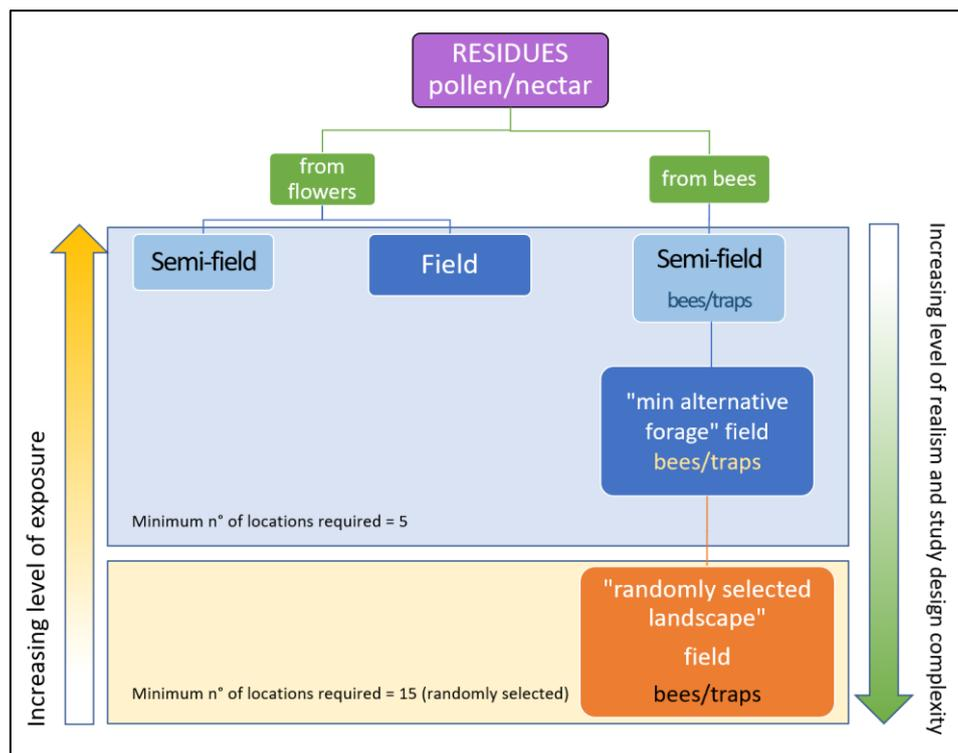 RESIDUES
pollen/nectar
from
flowers
from bees
Semi-field
Field
Semi-field
bees/traps
"min alternative
forage" field
bees/traps
Minimum n° of locations required = 5
"randomly selected
landscape"
field
bees/traps
Minimum n° of locations required = 15 (randomly selected)
Increasing level of exposure
Increasing level of realism and study design complexity